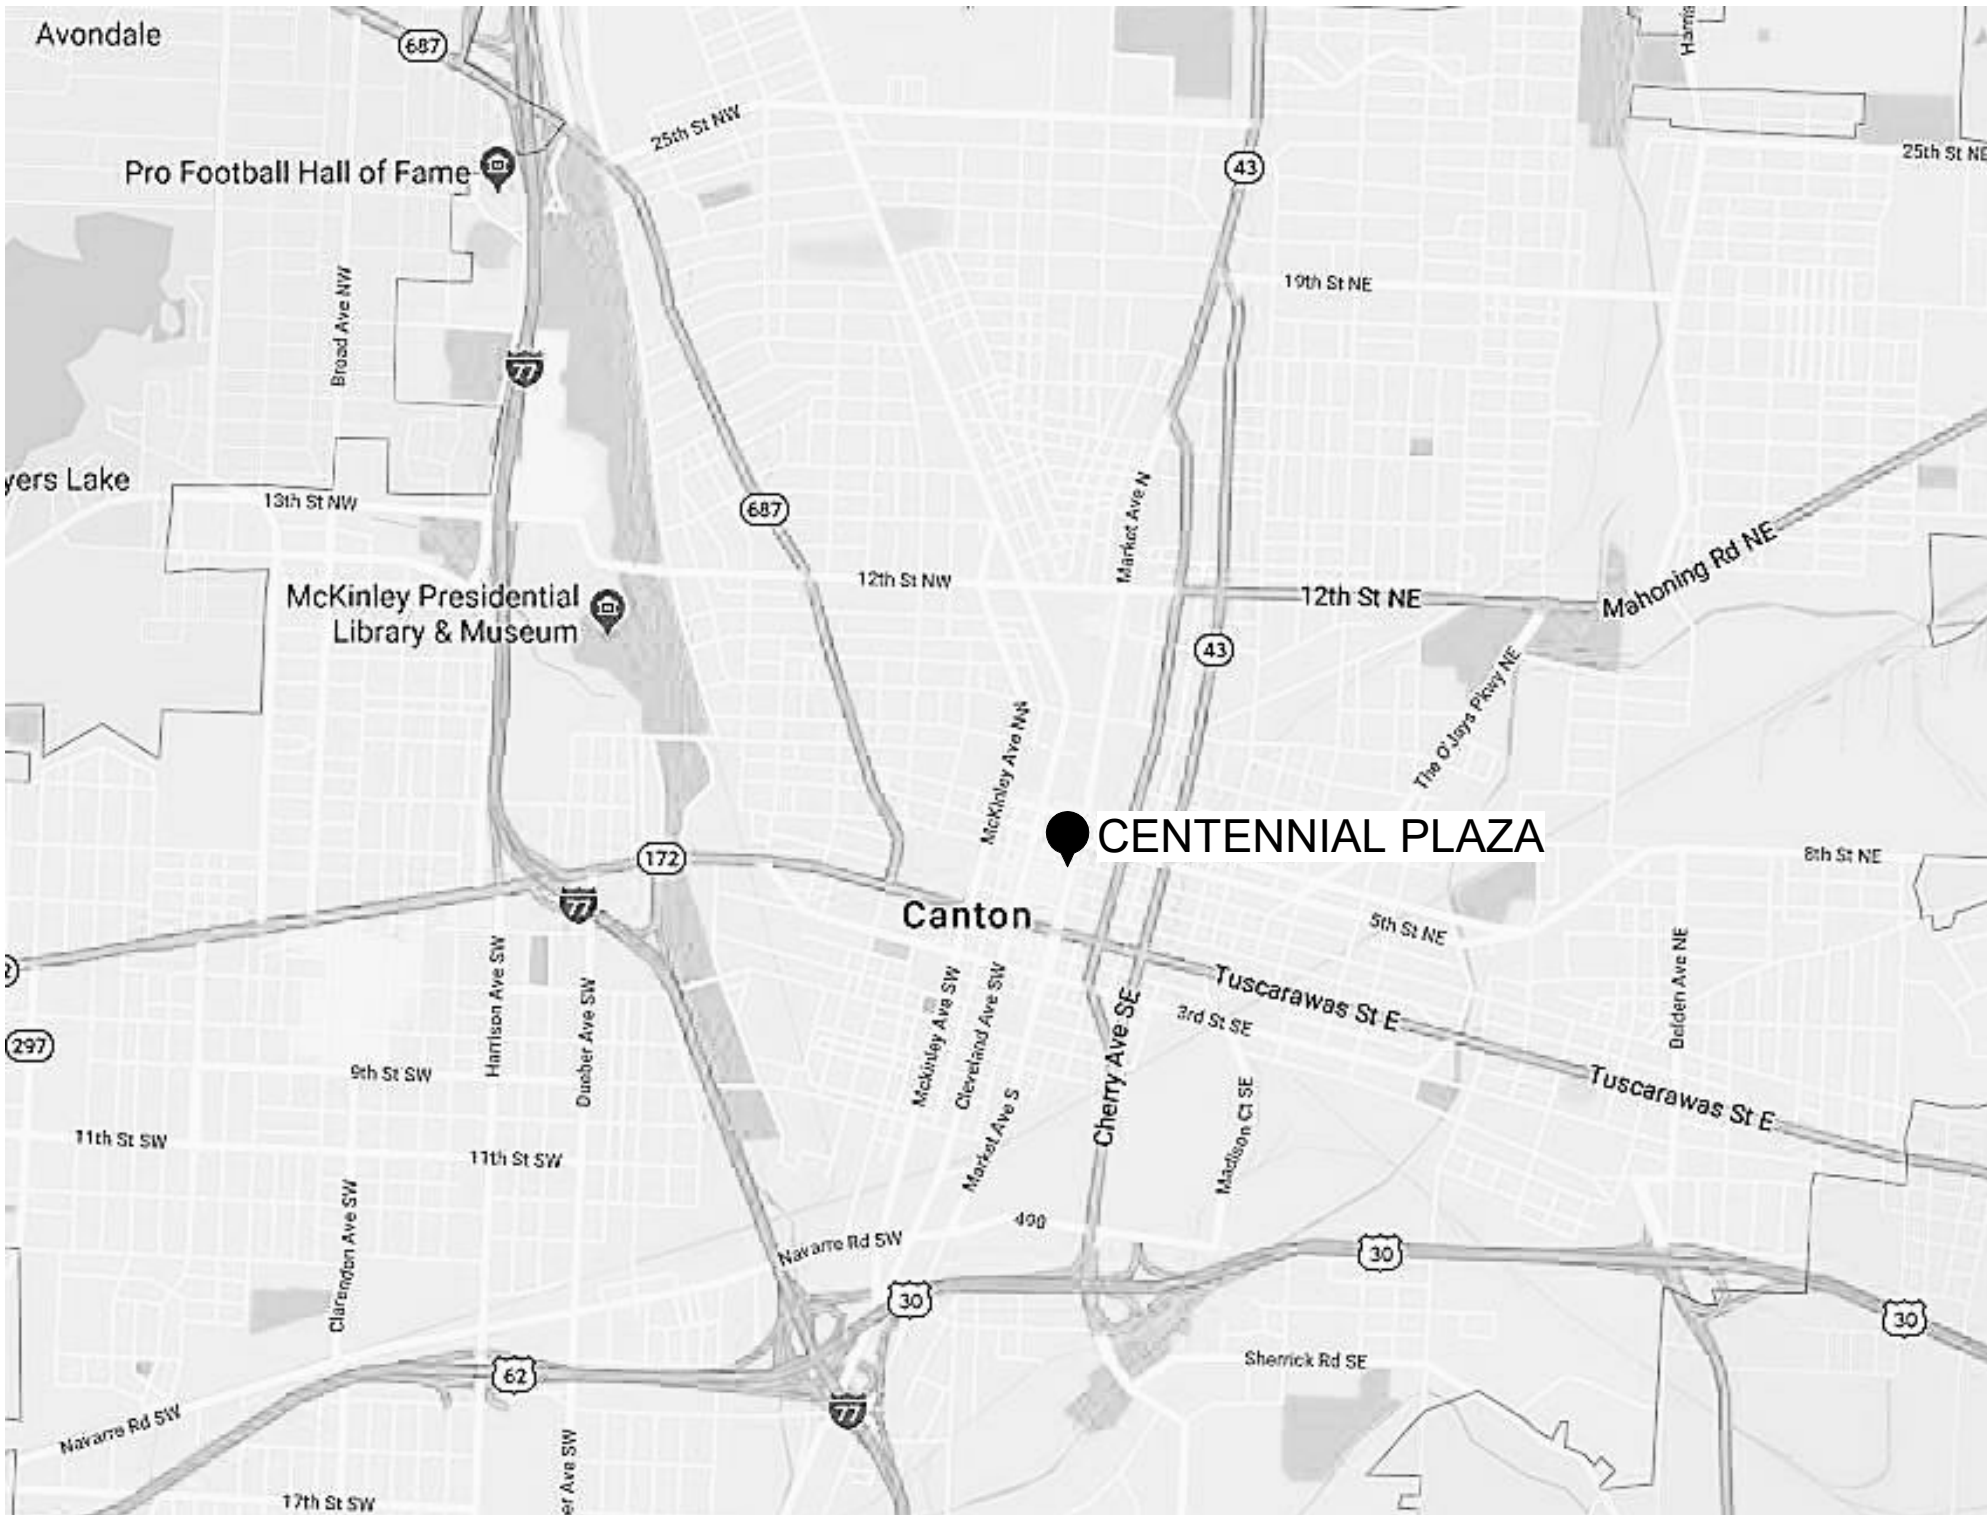 Avondale
687
Harris
25th St NW
25th St NE
Pro Football Hall of Fame
43
19th St NE
Broad Ave NW
77
yers Lake
13th St NW
687
Market Ave N
Mahoning Rd NE
12th St NW
12th St NE
McKinley Presidential
Library & Museum
43
The O'Jays Pkwy NE
McKinley Ave NW
CENTENNIAL PLAZA
172
8th St NE
77
Canton
5th St NE
2
Tuscarawas St E
Belden Ave NE
Harrison Ave SW
Dueber Ave SW
Mckinley Ave SW
Cleveland Ave SW
3rd St SE
297
9th St SW
Cherry Ave SE
Tuscarawas St E
Market Ave S
Madison Ct SE
11th St SW
11th St SW
Clarendon Ave SW
490
Navarre Rd SW
30
30
30
62
Sherrick Rd SE
77
Navarre Rd SW
er Ave SW
17th St SW